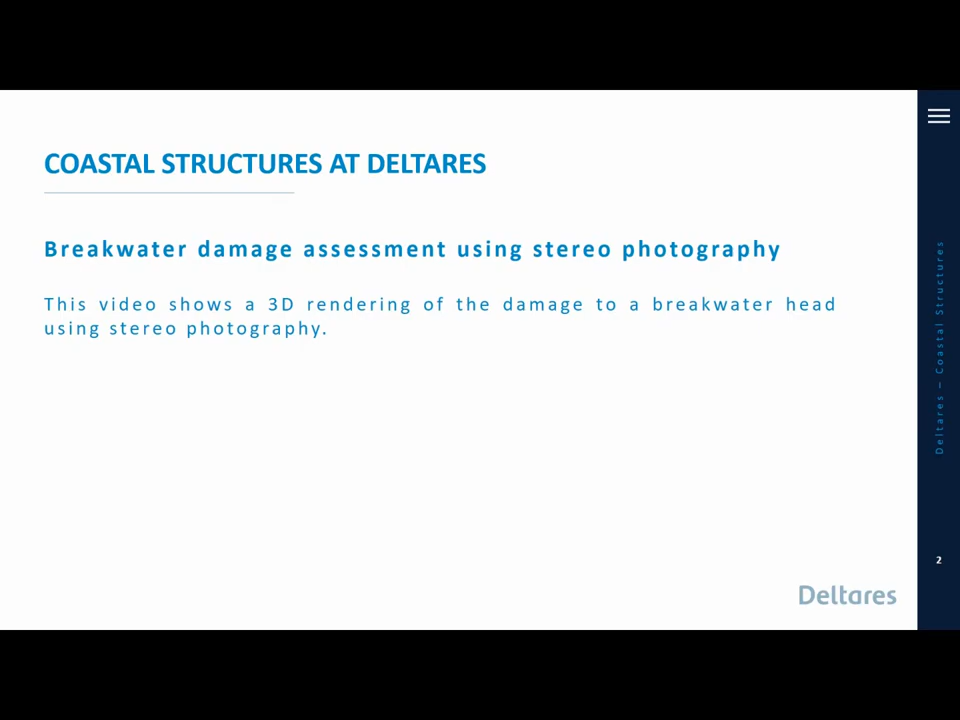 COASTAL STRUCTURES AT DELTARES
Breakwater damage assessment using stereo photography
This video shows a 3D rendering of the damage to a breakwater head
using stereo photography.
Deltares – Coastal Structures
2
Deltares